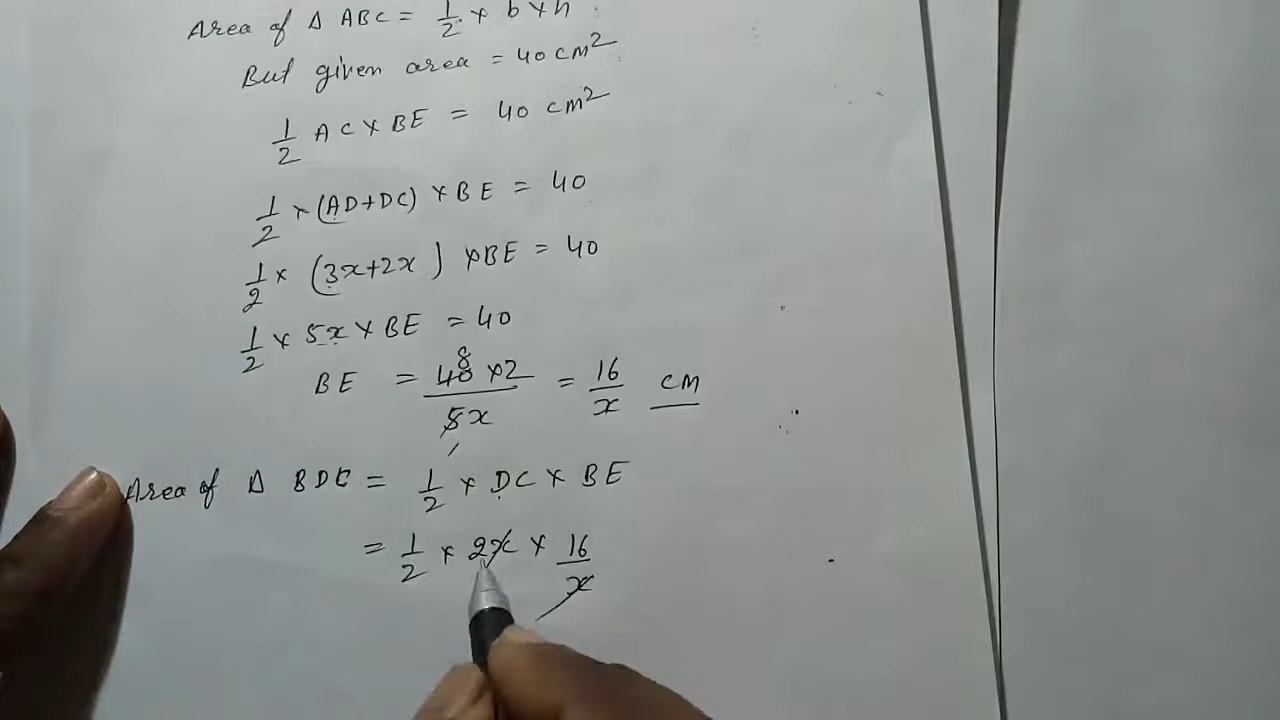 Area of Δ ABC = 1/2 × b × h
But given area = 40 cm²
1/2 AC × BE = 40 cm²
1/2 × (AD+DC) × BE = 40
1/2 × (3x+2x) × BE = 40
1/2 × 5x × BE = 40
BE = 40 8 × 2 / 5x = 16/x cm
Area of Δ BDC = 1/2 × DC × BE
= 1/2 × 2x × 16/x